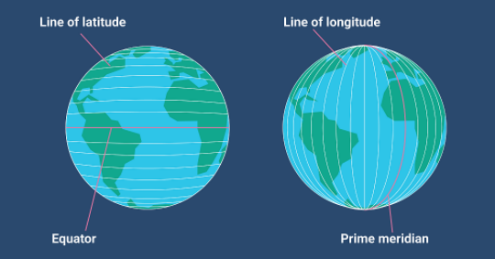 Line of latitude
Line of longitude
Equator
Prime meridian